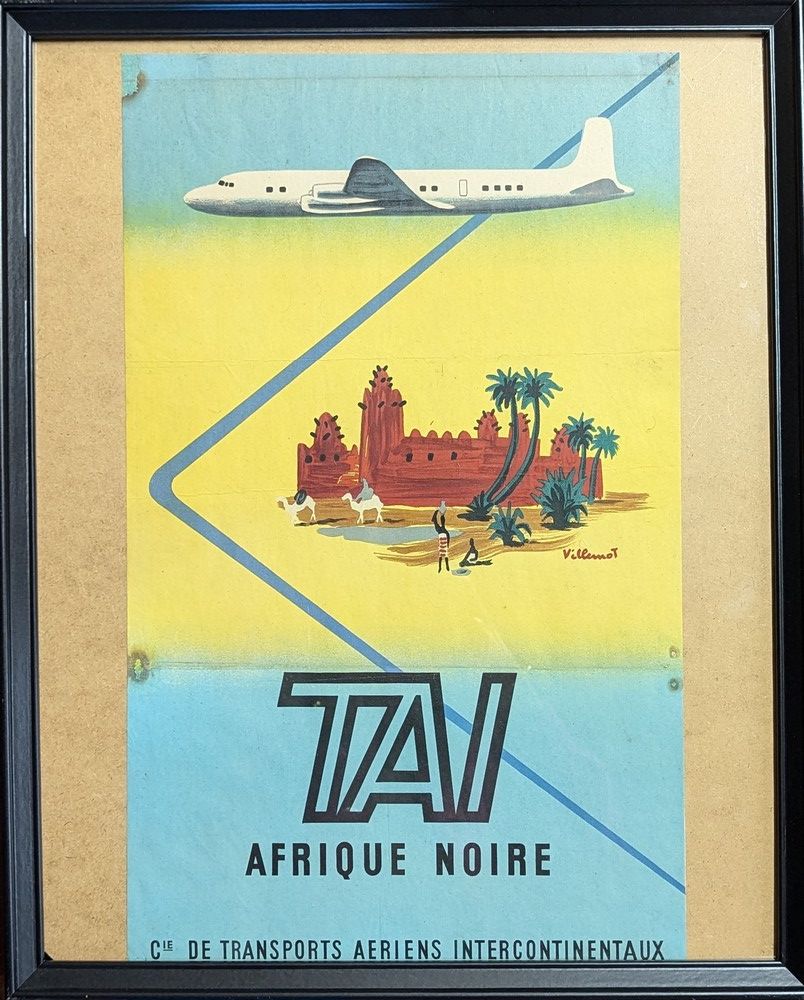 Villemot
TAI
AFRIQUE NOIRE
CIE DE TRANSPORTS AERIENS INTERCONTINENTAUX